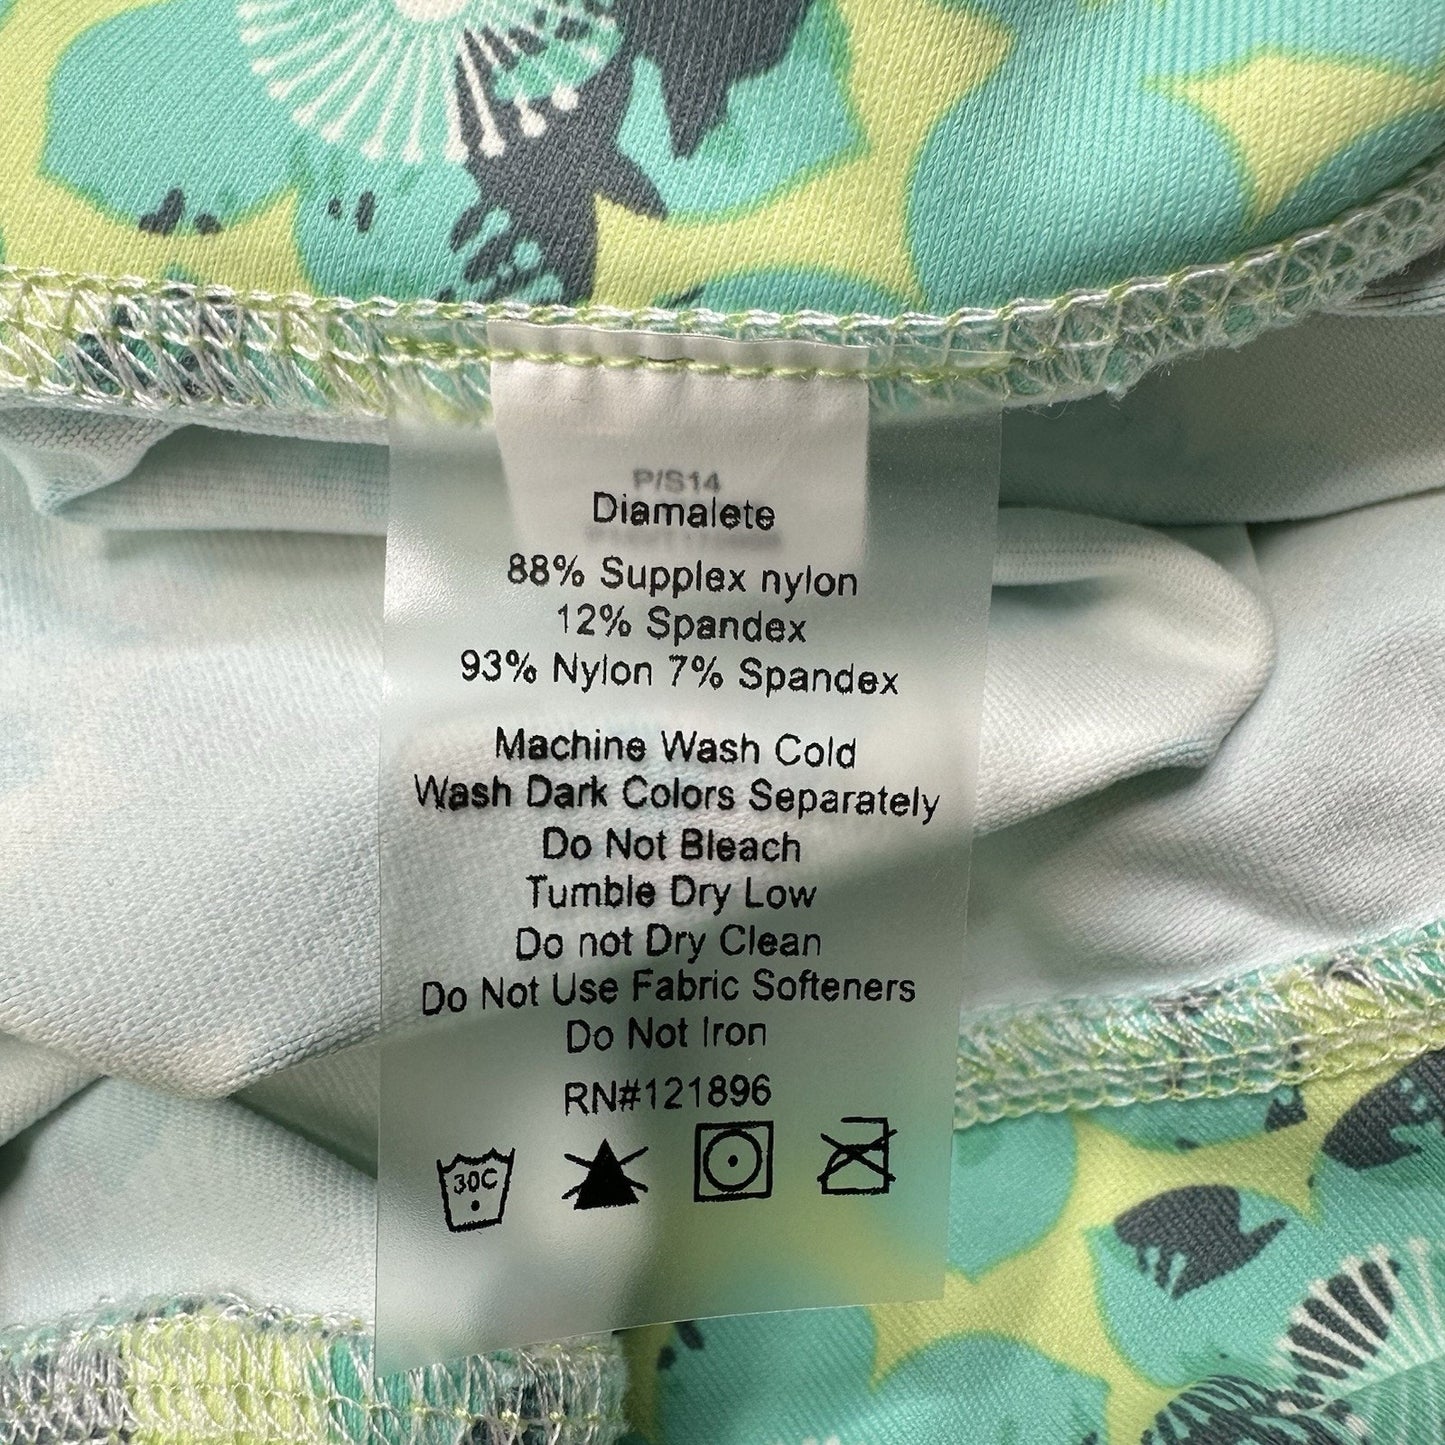 P/S14
Diamalete
88% Supplex nylon
12% Spandex
93% Nylon 7% Spandex
Machine Wash Cold
Wash Dark Colors Separately
Do Not Bleach
Tumble Dry Low
Do not Dry Clean
Do Not Use Fabric Softeners
Do Not Iron
RN#121896
30C